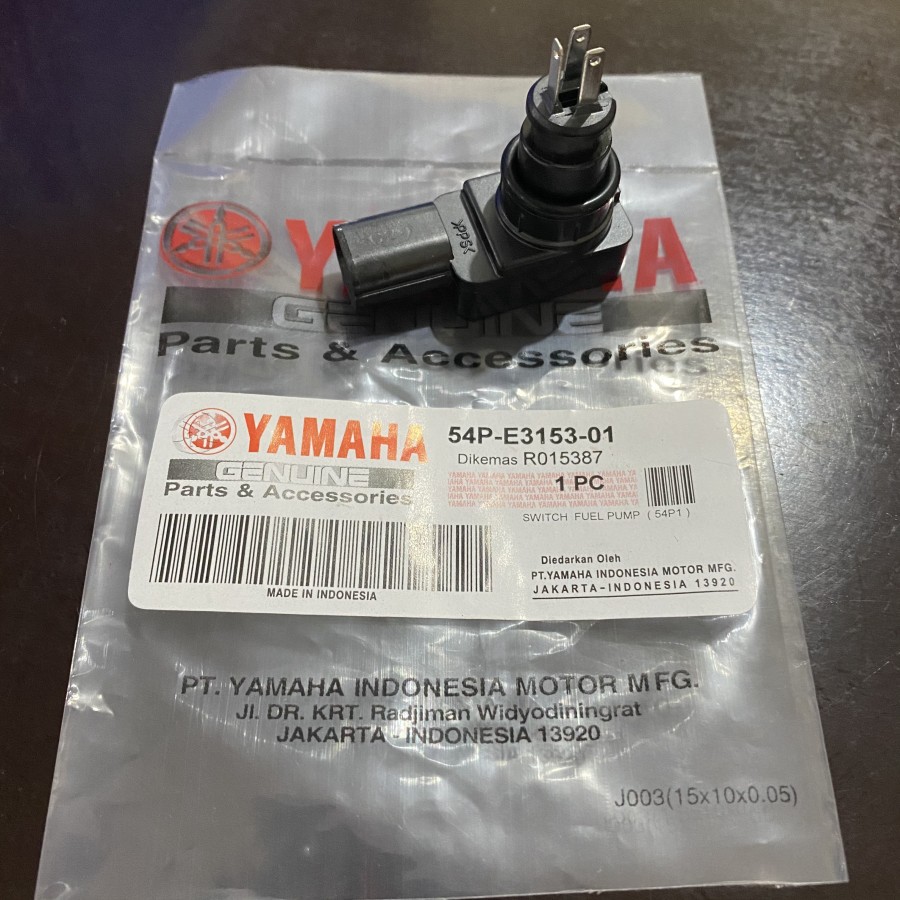 YAMAHA
GENUINE
Parts & Accessories
>PPS<
YAMAHA
GENUINE
Parts & Accessories
MADE IN INDONESIA
54P-E3153-01
Dikemas R015387
1 PC
SWITCH FUEL PUMP ( 54P1 )
Diedarkan Oleh
PT.YAMAHA INDONESIA MOTOR MFG.
JAKARTA-INDONESIA 13920
PT. YAMAHA INDONESIA MOTOR MFG.
Jl. DR. KRT. Radjiman Widyodiningrat
JAKARTA - INDONESIA 13920
J003(15x10x0.05)